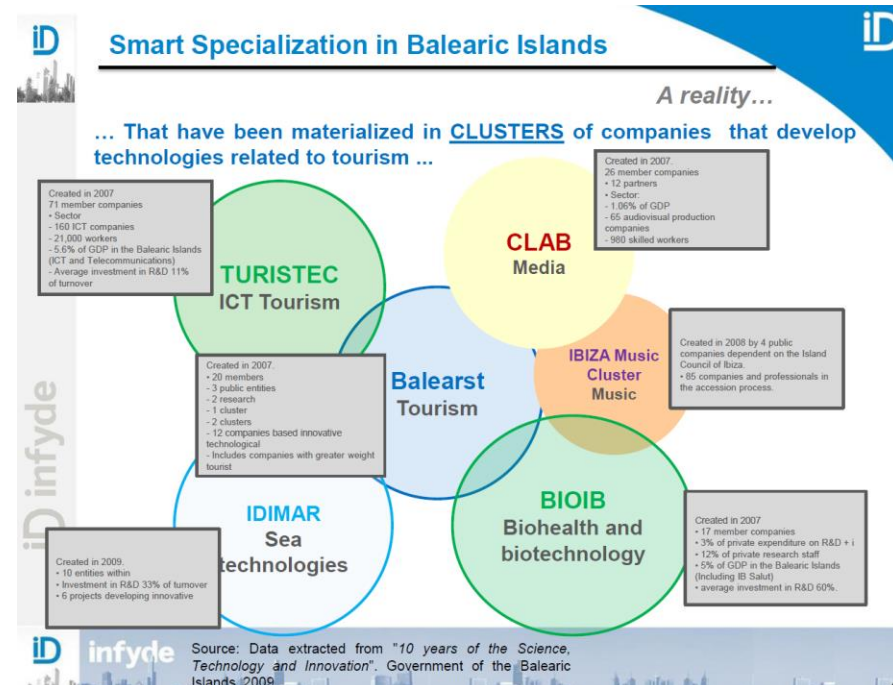 iD
iD
Smart Specialization in Balearic Islands
A reality…
… That have been materialized in CLUSTERS of companies that develop
technologies related to tourism ...
Created in 2007
71 member companies
• Sector
- 160 ICT companies
- 21,000 workers
- 5.6% of GDP in the Balearic Islands
(ICT and Telecommunications)
-Average investment in R&D 11%
of turnover
TURISTEC
ICT Tourism
Created in 2007.
26 member companies
• 12 partners
• Sector:
- 1.06% of GDP
- 65 audiovisual production
companies
- 980 skilled workers
CLAB
Media
Created in 2007.
• 20 members
- 3 public entities
- 2 research
- 1 cluster
- 2 clusters
- 12 companies based innovative
technological
-Includes companies with greater weight
tourist
Balearst
Tourism
IBIZA Music
Cluster
Music
Created in 2008 by 4 public
companies dependent on the Island
Council of Ibiza.
• 85 companies and professionals in
the accession process.
IDIMAR
Sea
technologies
Created in 2009.
• 10 entities within
• Investment in R&D 33% of turnover
• 6 projects developing innovative
BIOIB
Biohealth and
biotechnology
Created in 2007
• 17 member companies
• 3% of private expenditure on R&D + i
• 12% of private research staff
• 5% of GDP in the Balearic Islands
(Including IB Salut)
• average investment in R&D 60%.
iD infyde
iD infyde
Source: Data extracted from "10 years of the Science,
Technology and Innovation". Government of the Balearic
Islands 2009